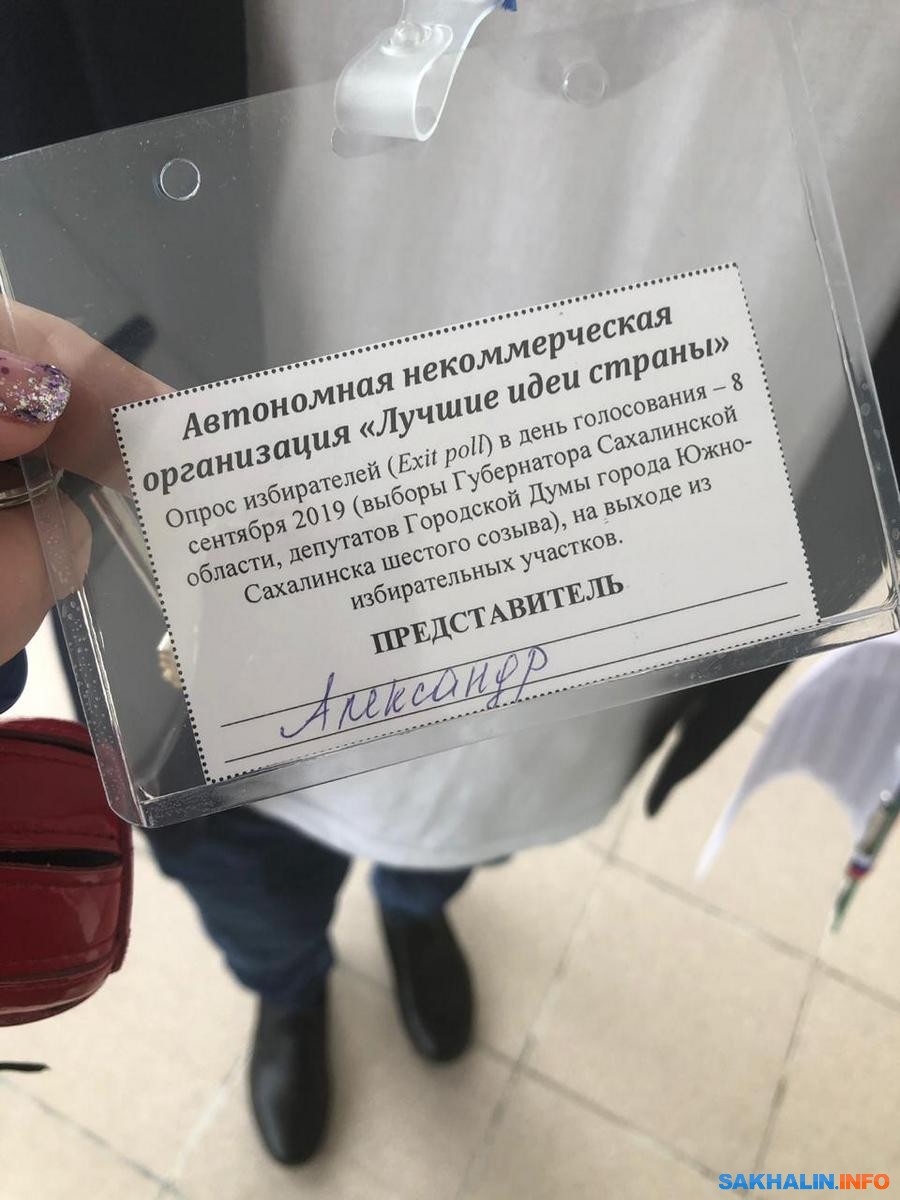 Автономная некоммерческая
организация «Лучшие идеи страны»
Опрос избирателей (Exit poll) в день голосования – 8
сентября 2019 (выборы Губернатора Сахалинской
области, депутатов Городской Думы города Южно-
Сахалинска шестого созыва), на выходе из
избирательных участков.
ПРЕДСТАВИТЕЛЬ
Александр
SAKHALIN.INFO